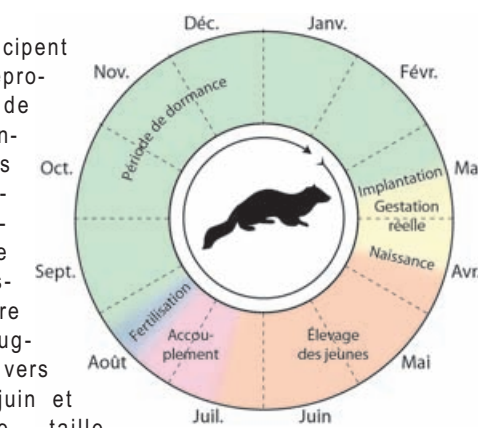 cipent
epro-
de
n-
s
-
-
e
s-
re
ug-
vers
juin et
e taille
Déc.
Janv.
Févr.
Ma
Avr.
Mai
Juin
Juil.
Août
Sept.
Oct.
Nov.
Période de dormance
Implantation
Gestation
réelle
Naissance
Élevage
des jeunes
Accou-
plement
Fertilisation